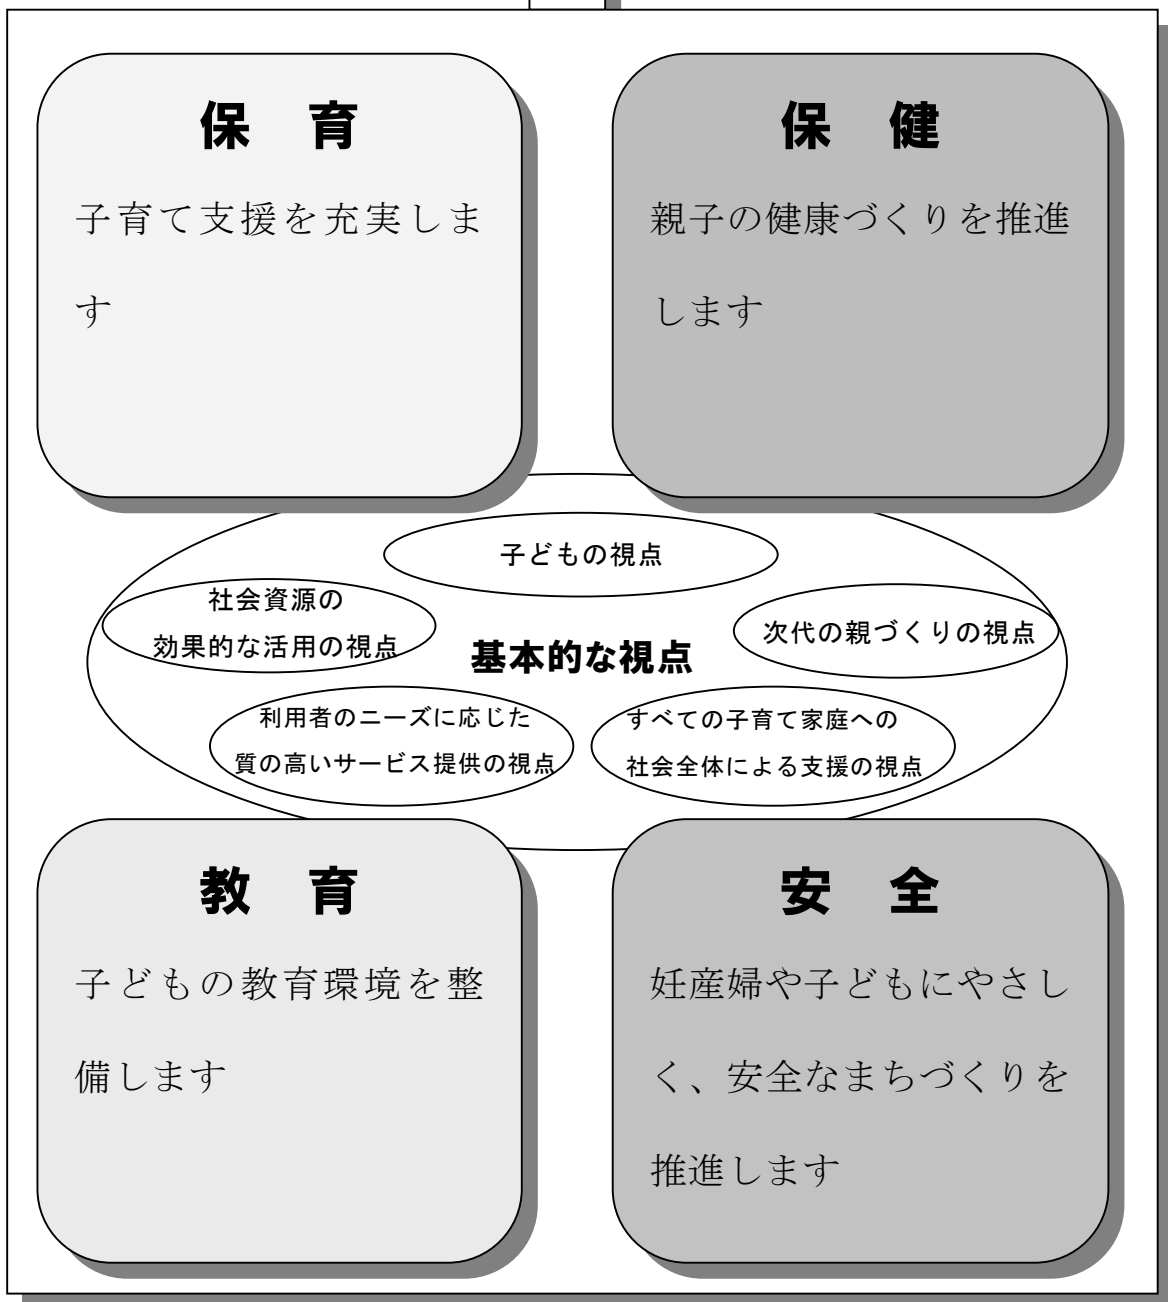 保　育
子育て支援を充実しま
す
保　健
親子の健康づくりを推進
します
子どもの視点
社会資源の
効果的な活用の視点
次代の親づくりの視点
基本的な視点
利用者のニーズに応じた
質の高いサービス提供の視点
すべての子育て家庭への
社会全体による支援の視点
教　育
子どもの教育環境を整
備します
安　全
妊産婦や子どもにやさし
く、安全なまちづくりを
推進します